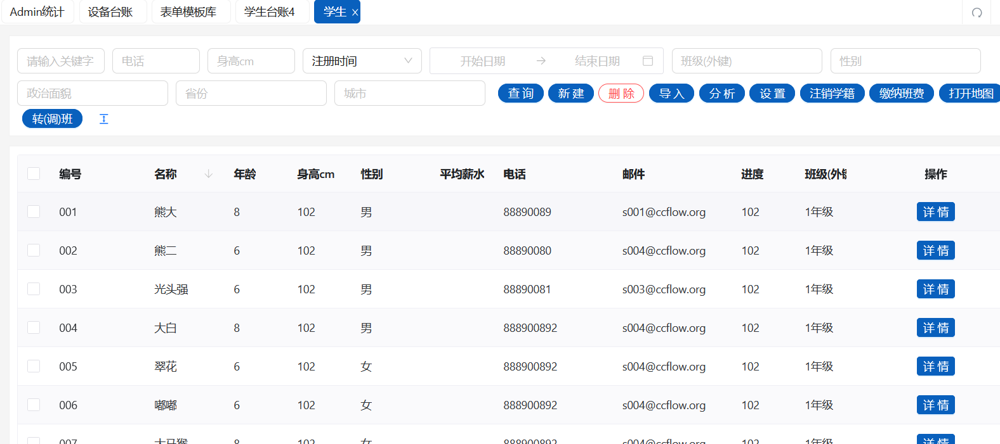 Admin统计 设备台账 表单模板库 学生台账4 学生 x
请输入关键字 电话 身高cm 注册时间 开始日期 → 结束日期 班级(外键) 性别
政治面貌 省份 城市 查 询 新 建 删 除 导 入 分 析 设 置 注销学籍 缴纳班费 打开地图
转(调)班
编号 名称 ↓ 年龄 身高cm 性别 平均薪水 电话 邮件 进度 班级(外 操作
001 熊大 8 102 男 88890089 s001@ccflow.org 102 1年级 详 情
002 熊二 6 102 男 88890080 s004@ccflow.org 102 1年级 详 情
003 光头强 6 102 男 88890081 s003@ccflow.org 102 1年级 详 情
004 大白 8 102 男 888900892 s004@ccflow.org 102 1年级 详 情
005 翠花 6 102 女 888900892 s004@ccflow.org 102 1年级 详 情
006 嘟嘟 6 102 女 888900892 s004@ccflow.org 102 1年级 详 情
007 大马猴 8 102 女 888900892 s004@ccflow.org 102 1年级 详 情